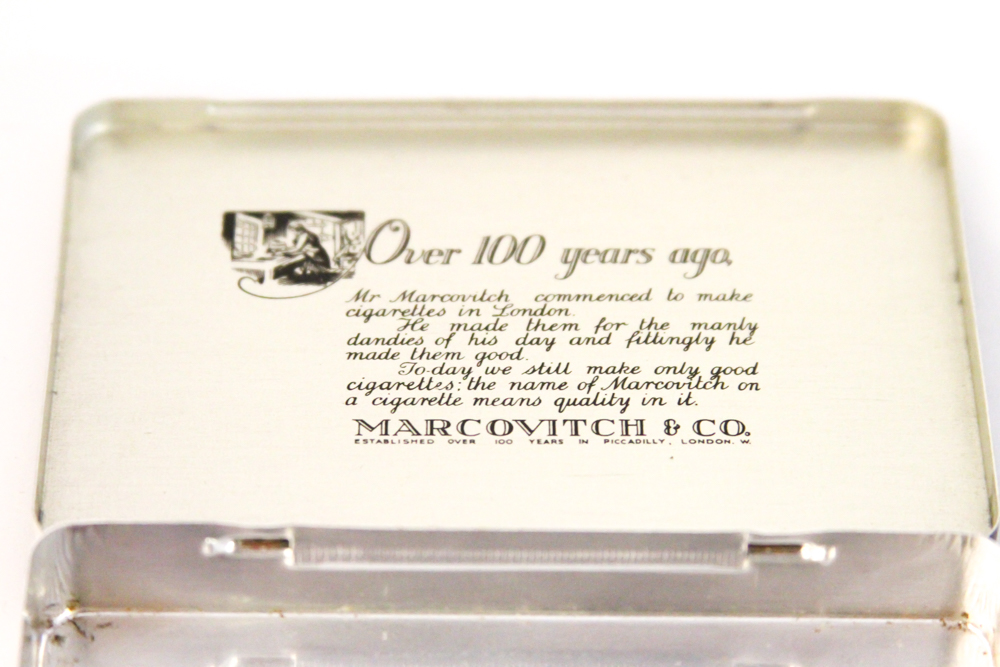 Over 100 years ago,
Mr Marcovitch commenced to make
cigarettes in London.
He made them for the manly
dandies of his day and fittingly he
made them good.
To-day we still make only good
cigarettes; the name of Marcovitch on
a cigarette means quality in it.
MARCOVITCH & CO.
ESTABLISHED OVER 100 YEARS IN PICCADILLY, LONDON. W.